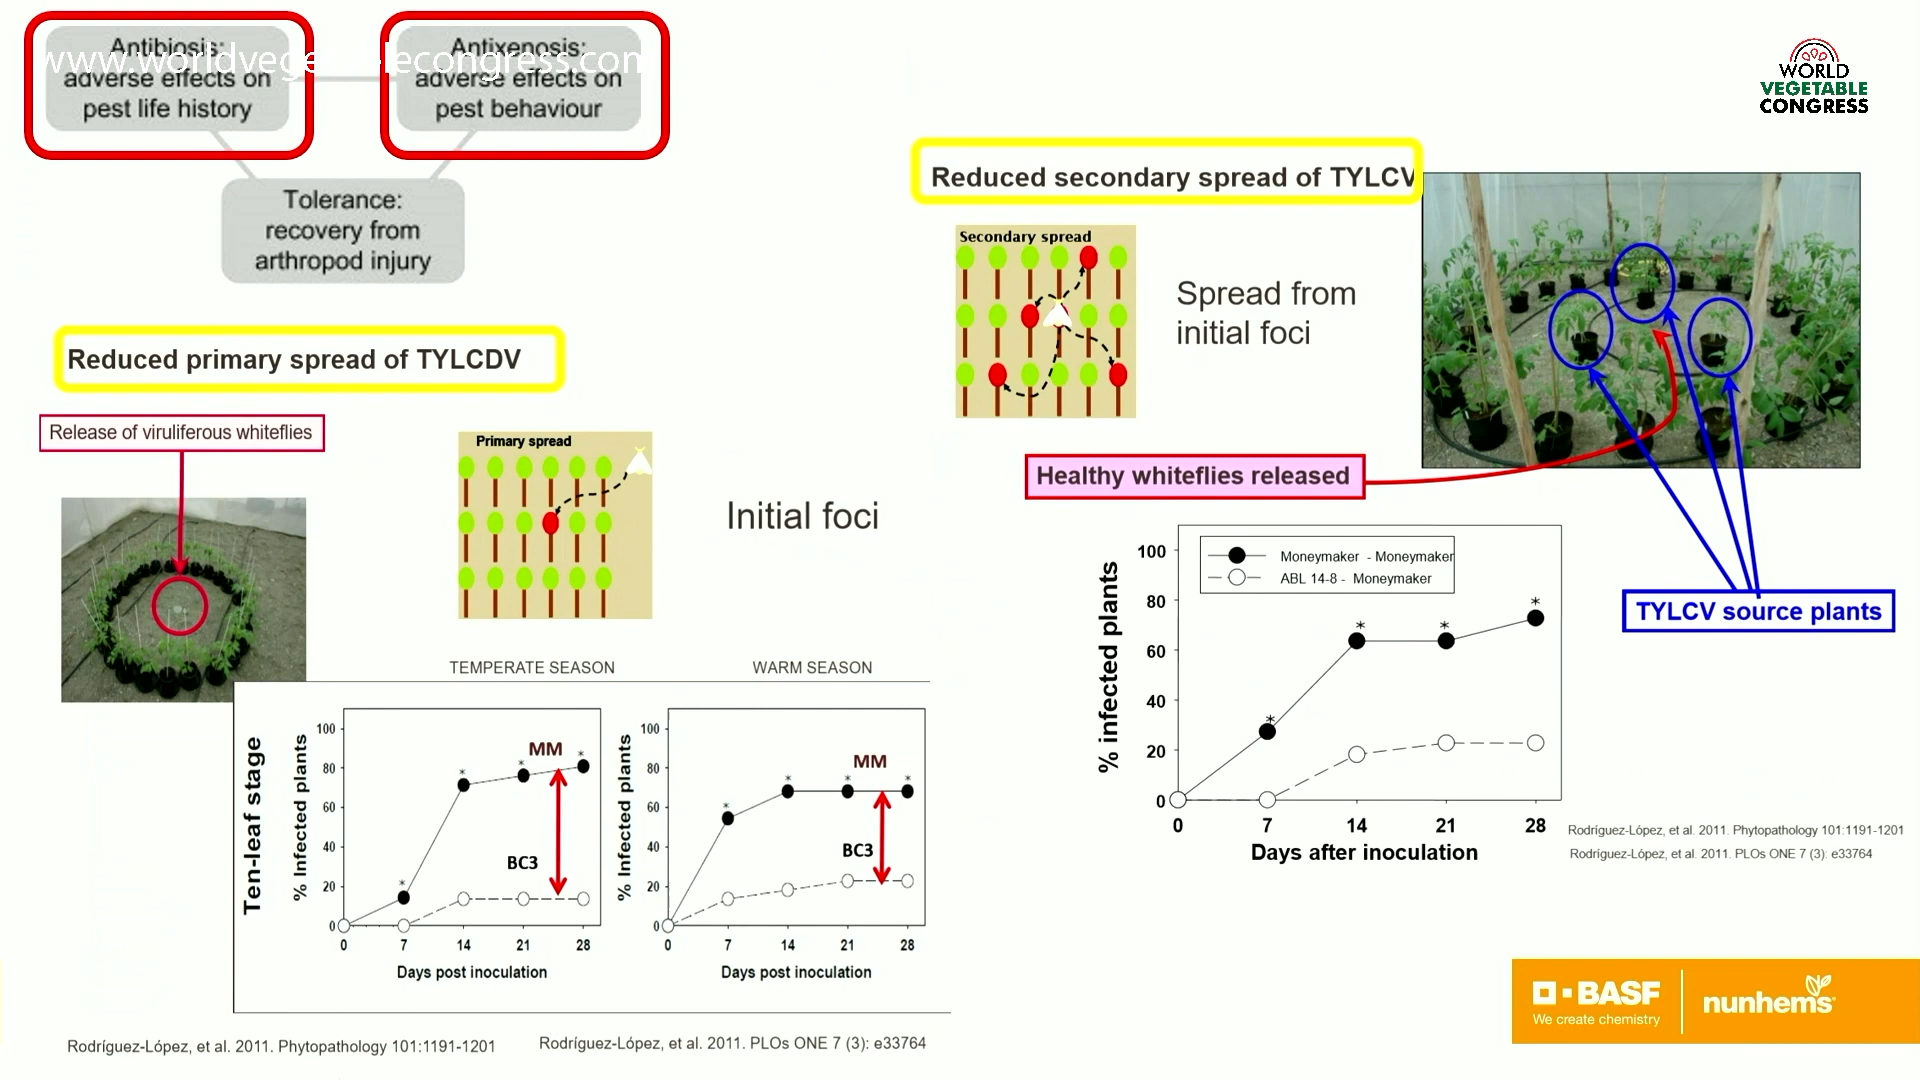 www.worldvege lecongress.com
Antibiosis:
adverse effects on
pest life history
Antixenosis:
adverse effects on
pest behaviour
Tolerance:
recovery from
arthropod injury
WORLD
VEGETABLE
CONGRESS
Reduced primary spread of TYLCDV
Release of viruliferous whiteflies
Primary spread
Initial foci
TEMPERATE SEASON
WARM SEASON
Ten-leaf stage
% Infected plants
100
80
60
40
20
0
MM
BC3
0 7 14 21 28
Days post inoculation
% Infected plants
100
80
60
40
20
0
MM
BC3
0 7 14 21 28
Days post inoculation
Rodríguez-López, et al. 2011. Phytopathology 101:1191-1201
Rodríguez-López, et al. 2011. PLOs ONE 7 (3): e33764
Reduced secondary spread of TYLCV
Secondary spread
Spread from
initial foci
Healthy whiteflies released
TYLCV source plants
% infected plants
100
80
60
40
20
0
Moneymaker - Moneymaker
ABL 14-8 - Moneymaker
0 7 14 21 28
Days after inoculation
Rodríguez-López, et al. 2011. Phytopathology 101:1191-1201
Rodríguez-López, et al. 2011. PLOs ONE 7 (3): e33764
BASF
We create chemistry
nunhems